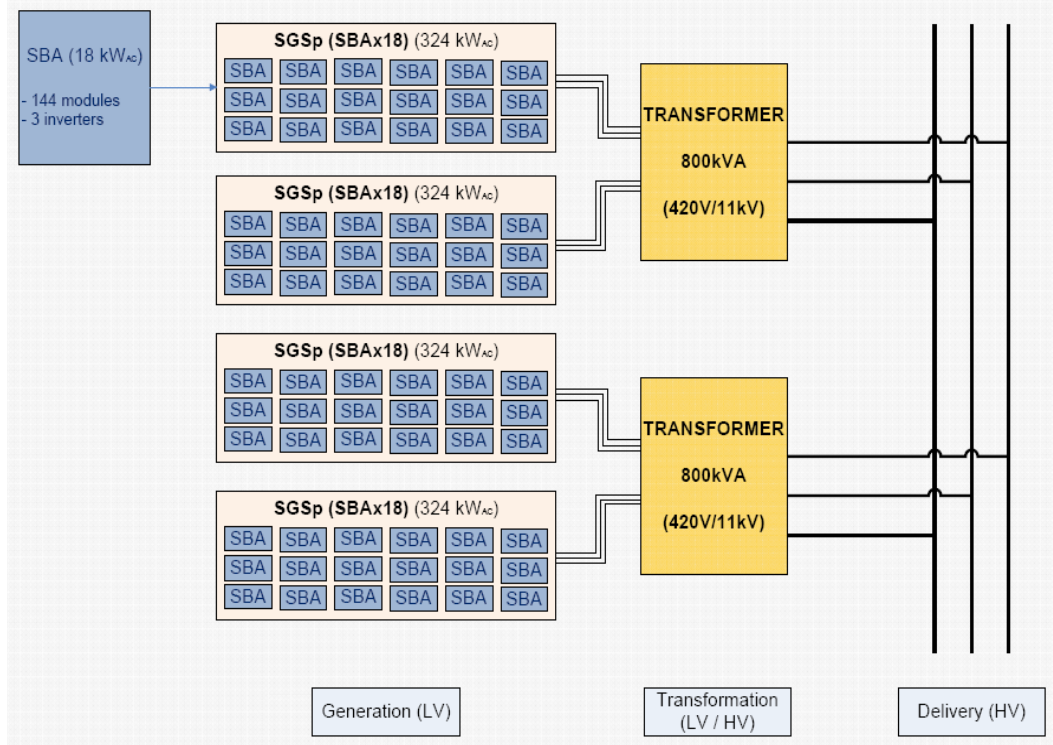 SBA (18 kWAC)
- 144 modules
- 3 inverters
SGSp (SBAx18) (324 kWAC)
SBA SBA SBA SBA SBA SBA
SBA SBA SBA SBA SBA SBA
SBA SBA SBA SBA SBA SBA
SGSp (SBAx18) (324 kWAC)
SBA SBA SBA SBA SBA SBA
SBA SBA SBA SBA SBA SBA
SBA SBA SBA SBA SBA SBA
TRANSFORMER
800kVA
(420V/11kV)
SGSp (SBAx18) (324 kWAC)
SBA SBA SBA SBA SBA SBA
SBA SBA SBA SBA SBA SBA
SBA SBA SBA SBA SBA SBA
SGSp (SBAx18) (324 kWAC)
SBA SBA SBA SBA SBA SBA
SBA SBA SBA SBA SBA SBA
SBA SBA SBA SBA SBA SBA
TRANSFORMER
800kVA
(420V/11kV)
Generation (LV)
Transformation
(LV / HV)
Delivery (HV)